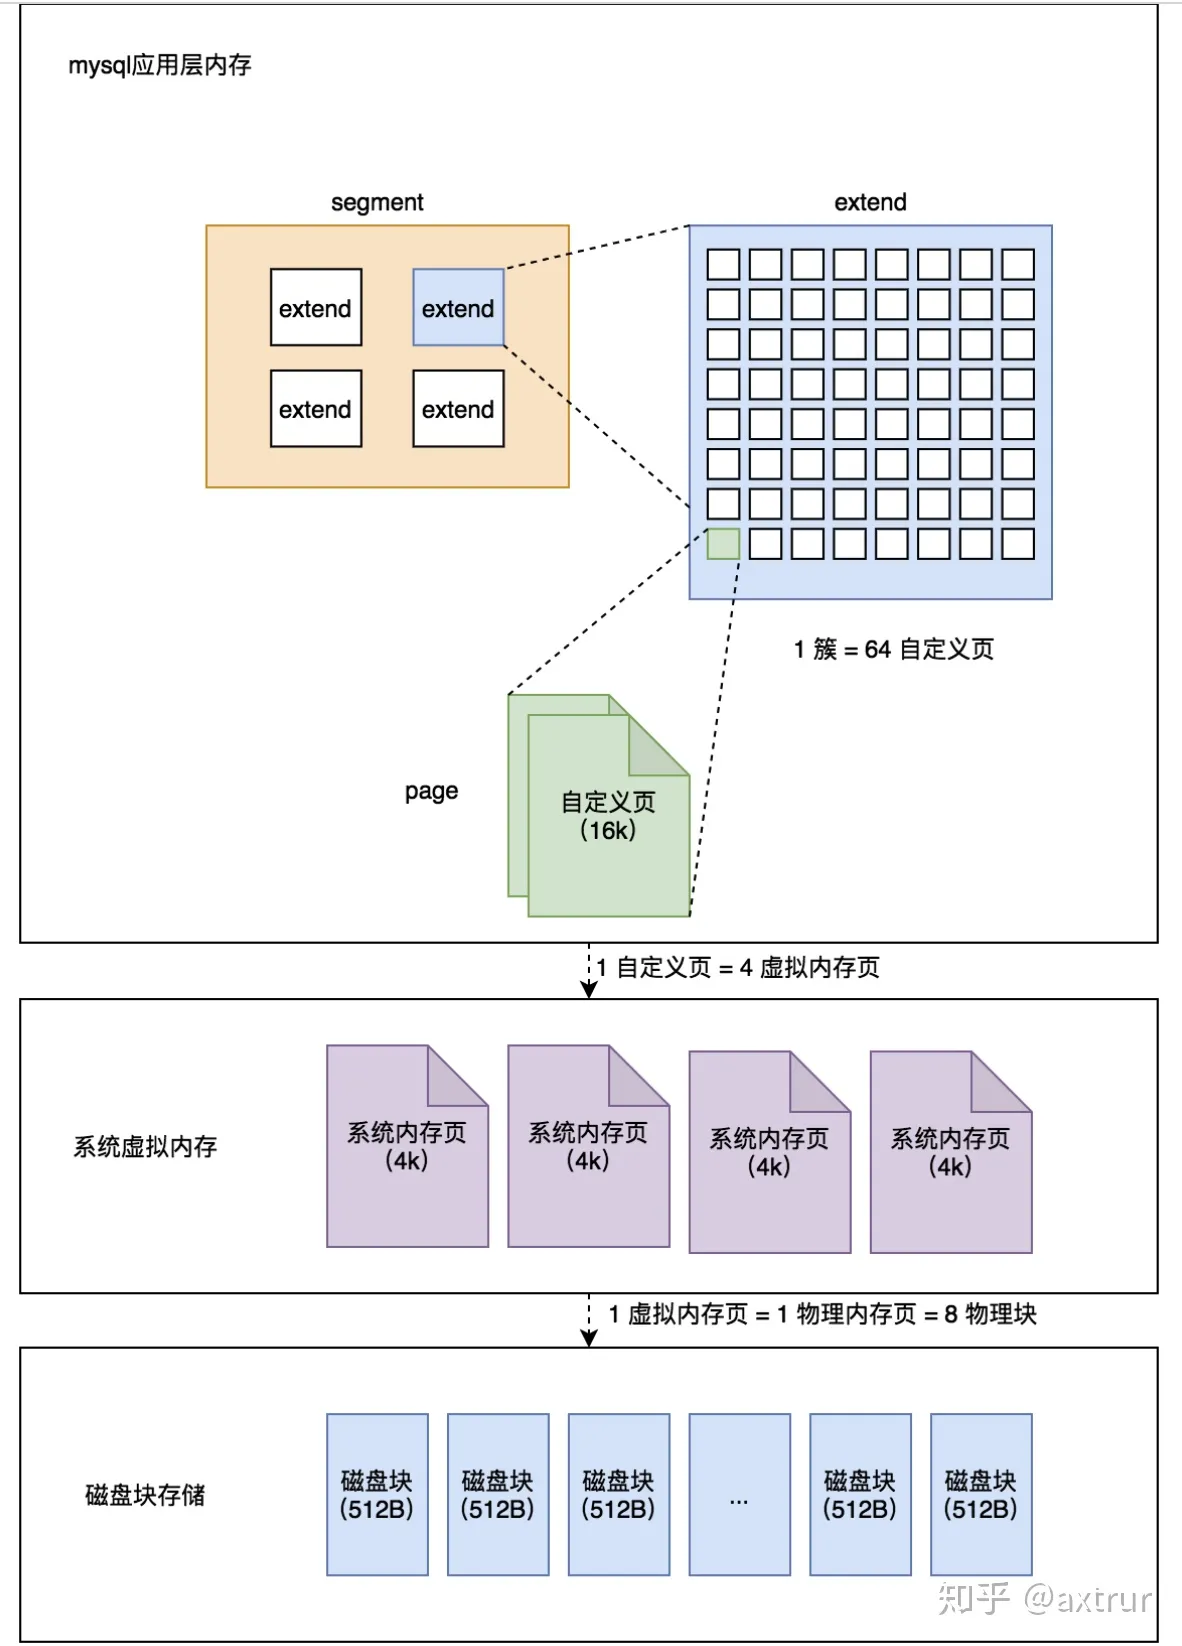 mysql应用层内存
segment
extend
extend
extend
extend
extend
1 簇 = 64 自定义页
page
自定义页
(16k)
1 自定义页 = 4 虚拟内存页
系统虚拟内存
系统内存页
(4k)
系统内存页
(4k)
系统内存页
(4k)
系统内存页
(4k)
1 虚拟内存页 = 1 物理内存页 = 8 物理块
磁盘块存储
磁盘块
(512B)
磁盘块
(512B)
磁盘块
(512B)
...
磁盘块
(512B)
磁盘块
(512B)
知乎 @axtrur